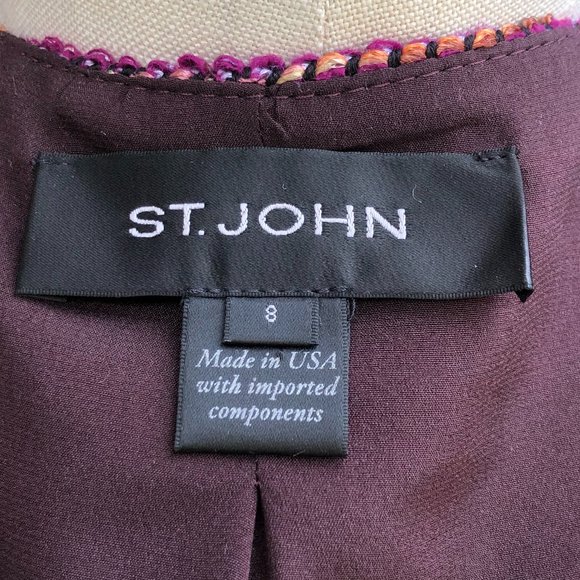 ST. JOHN
8
Made in USA
with imported
components